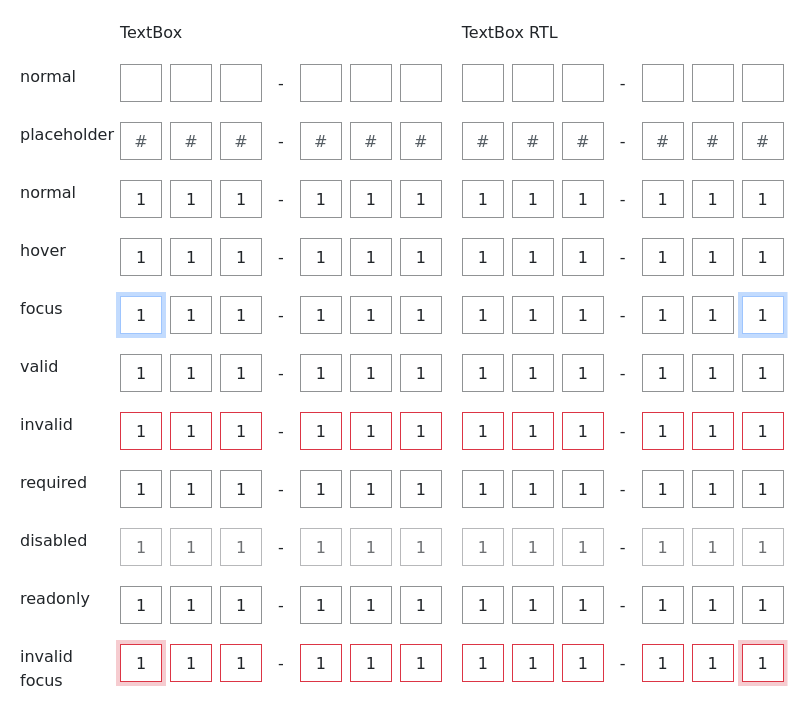 TextBox TextBox RTL
normal - -
placeholder # # # - # # # # # # - # # #
normal 1 1 1 - 1 1 1 1 1 1 - 1 1 1
hover 1 1 1 - 1 1 1 1 1 1 - 1 1 1
focus 1 1 1 - 1 1 1 1 1 1 - 1 1 1
valid 1 1 1 - 1 1 1 1 1 1 - 1 1 1
invalid 1 1 1 - 1 1 1 1 1 1 - 1 1 1
required 1 1 1 - 1 1 1 1 1 1 - 1 1 1
disabled 1 1 1 - 1 1 1 1 1 1 - 1 1 1
readonly 1 1 1 - 1 1 1 1 1 1 - 1 1 1
invalid 1 1 1 - 1 1 1 1 1 1 - 1 1 1
focus